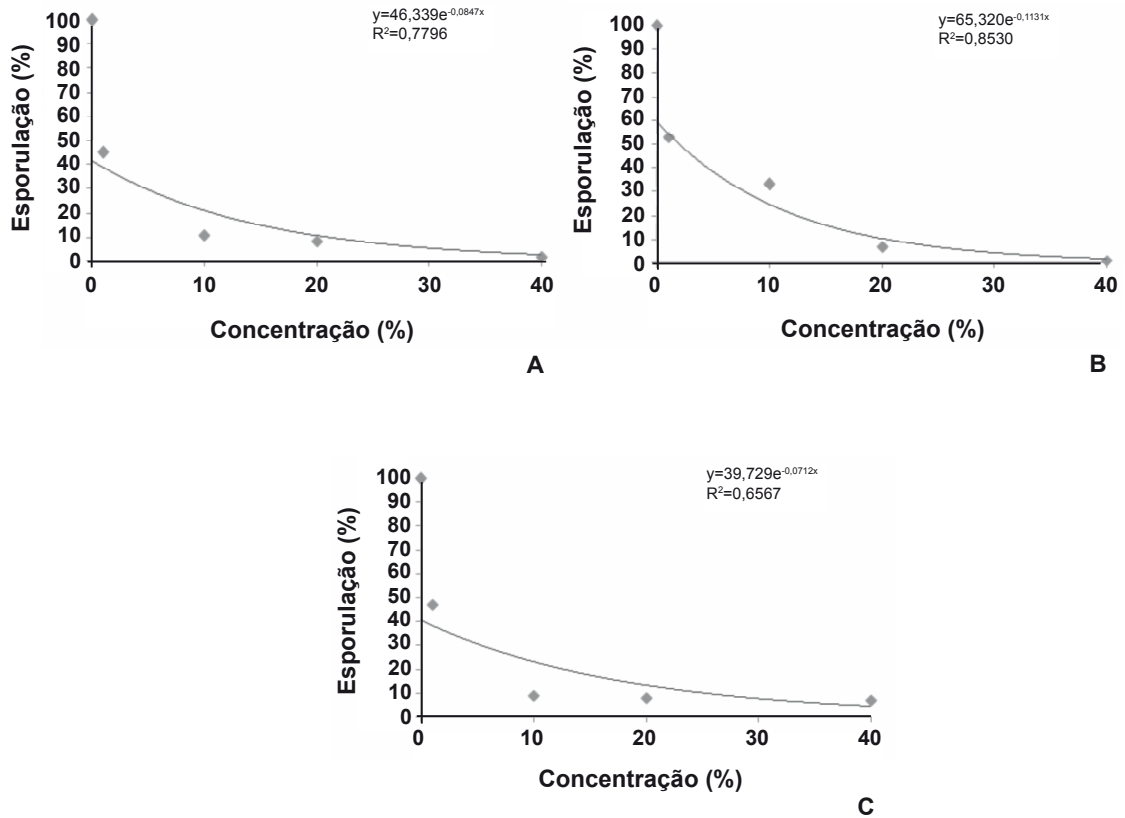 y=46,339e-0,0847x
R2=0,7796
Esporulação (%)
100
90
80
70
60
50
40
30
20
10
0
0 10 20 30 40
Concentração (%)
A
y=65,320e-0,1131x
R2=0,8530
Esporulação (%)
100
90
80
70
60
50
40
30
20
10
0
0 10 20 30 40
Concentração (%)
B
y=39,729e-0,0712x
R2=0,6567
Esporulação (%)
100
90
80
70
60
50
40
30
20
10
0
0 10 20 30 40
Concentração (%)
C